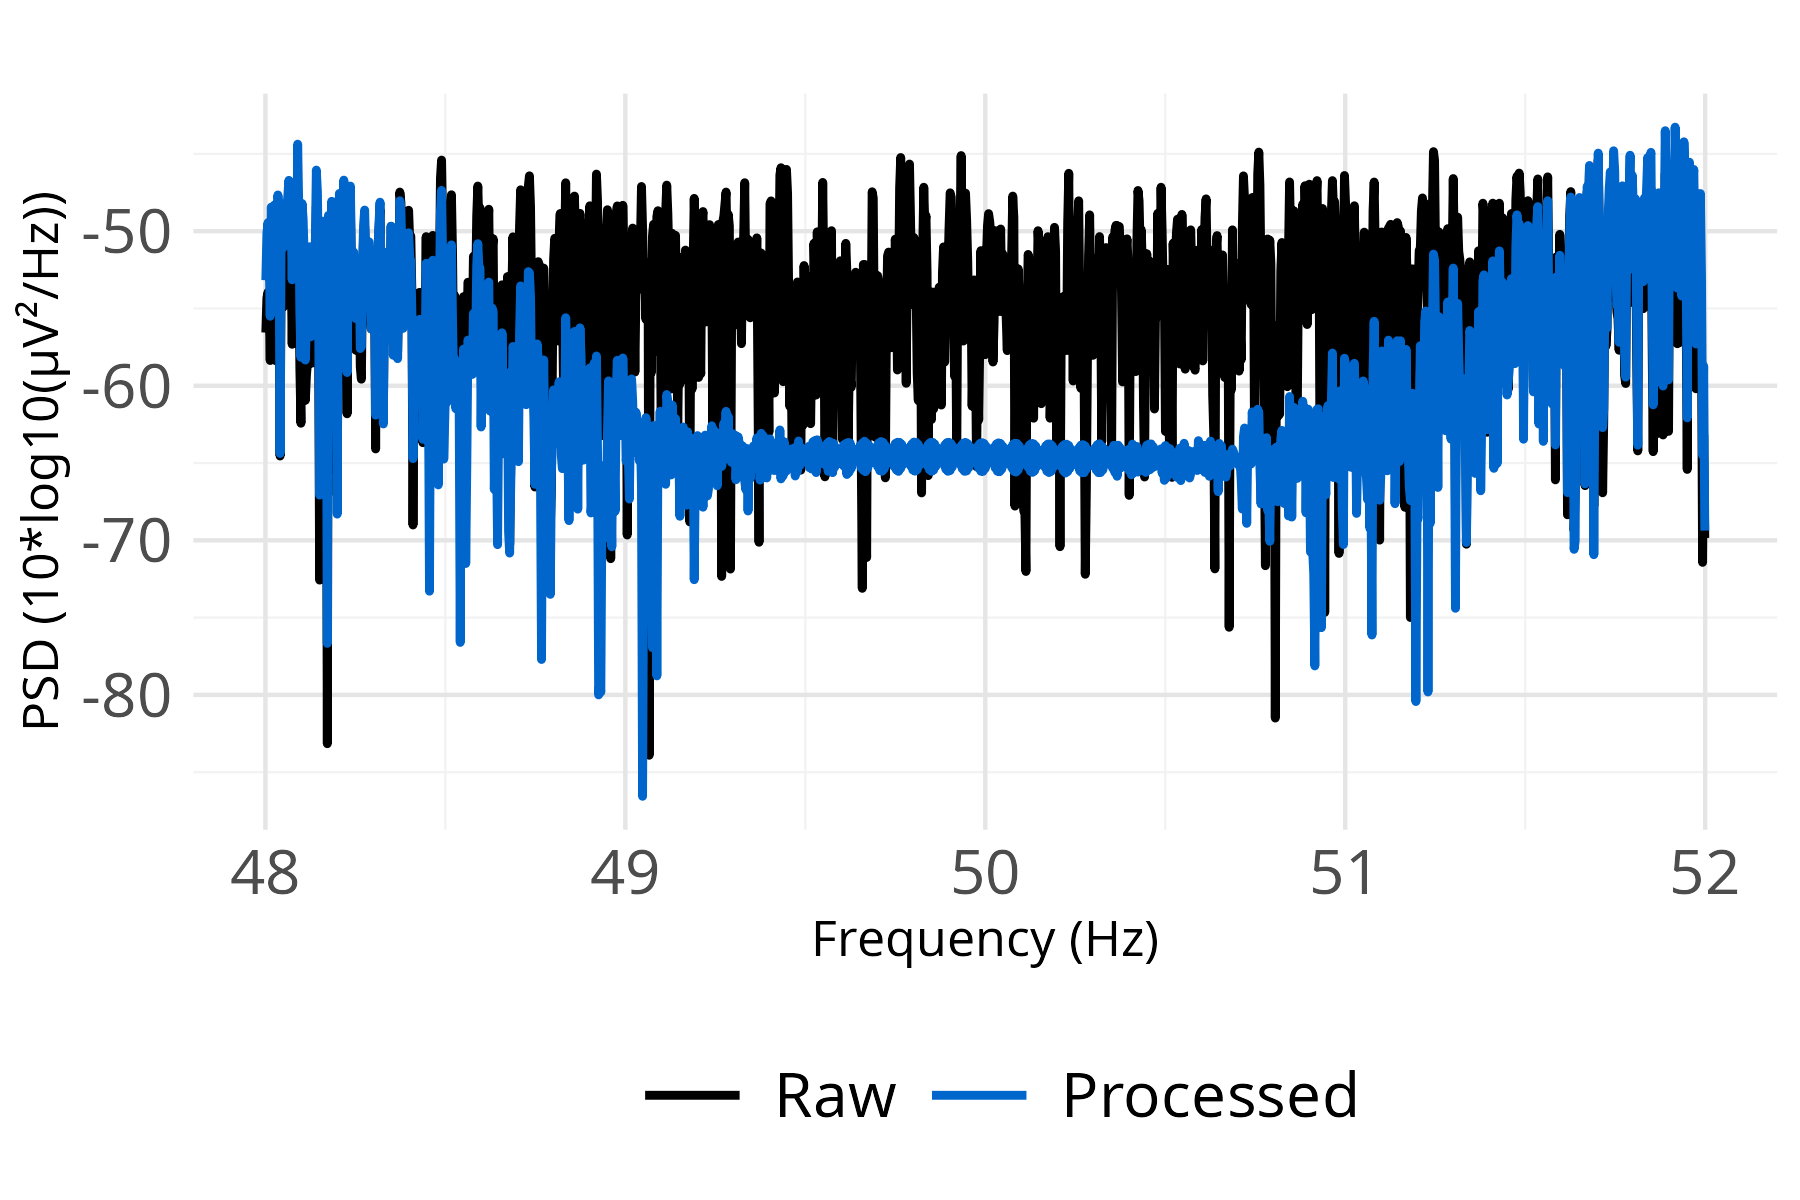 PSD (10*log10(µV²/Hz))
-50
-60
-70
-80
48 49 50 51 52
Frequency (Hz)
Raw Processed